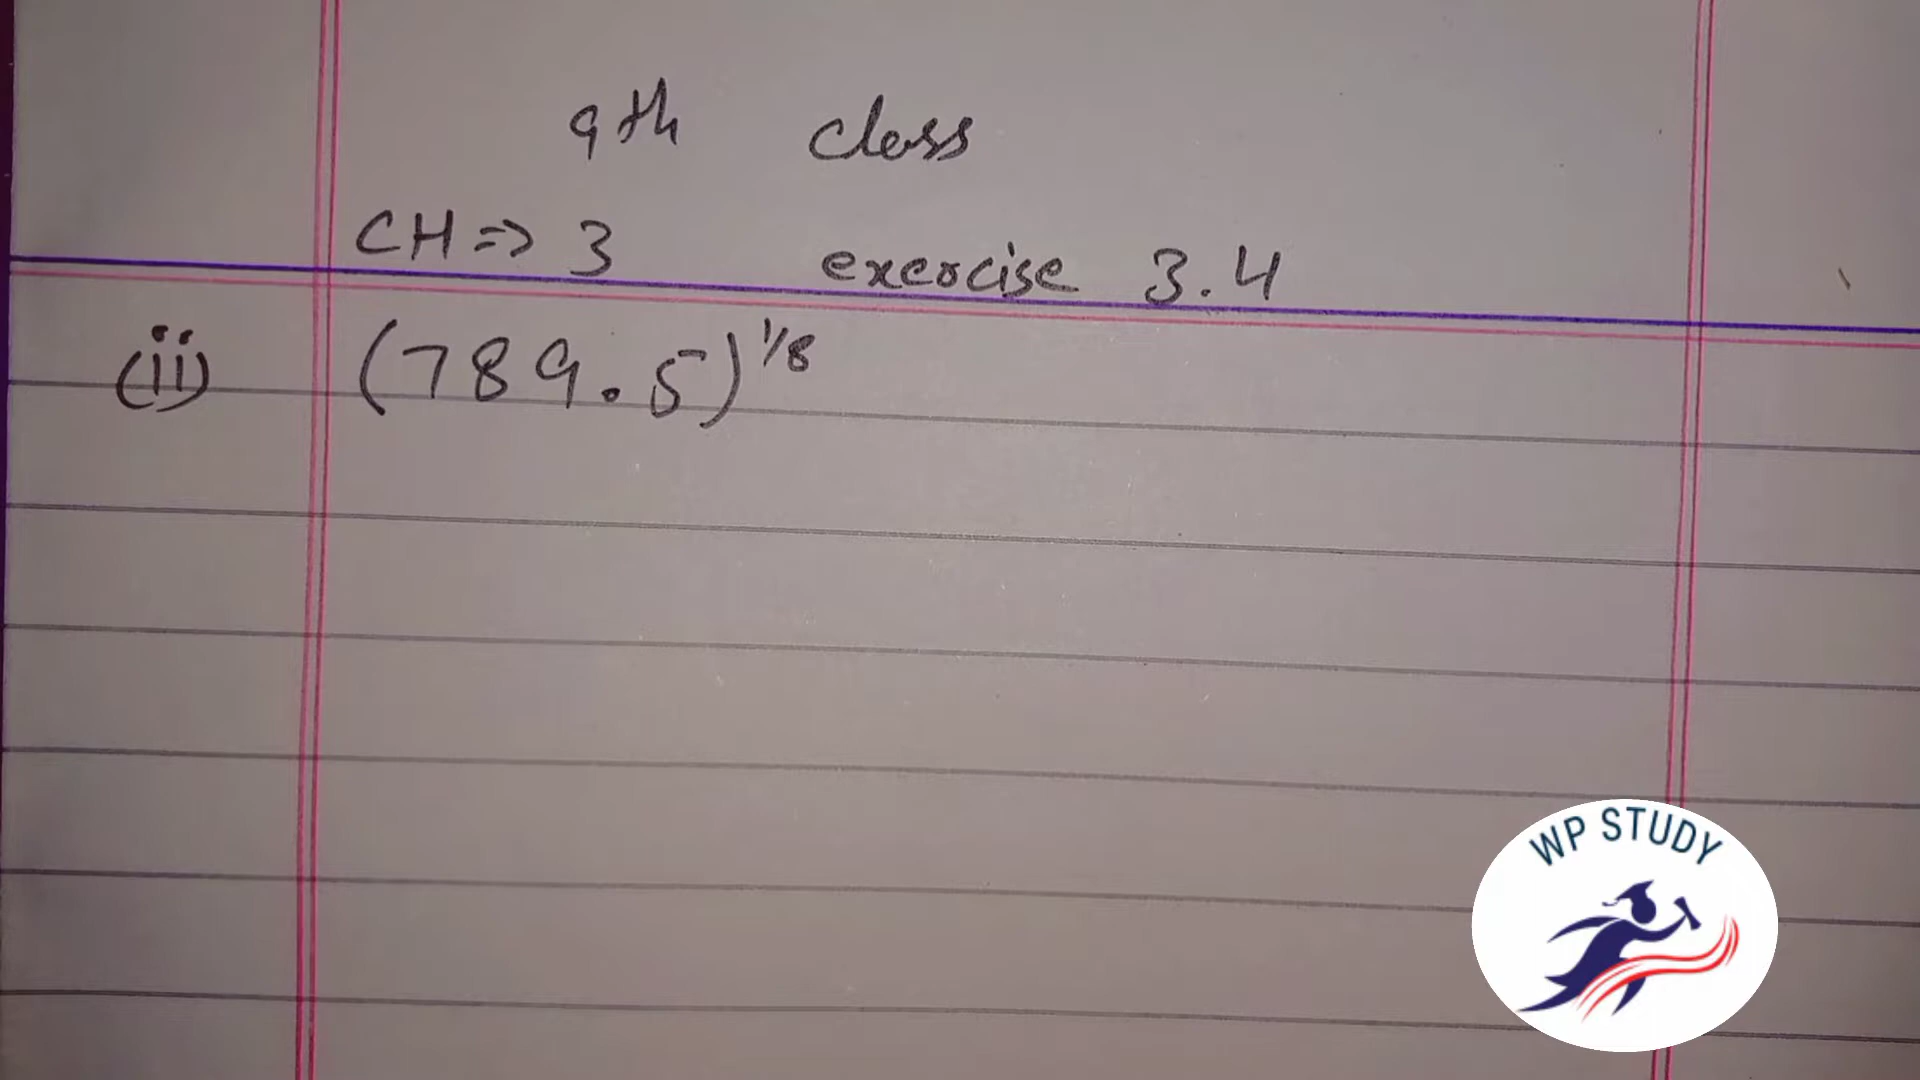 9th class
CH => 3 exercise 3.4
(ii) (789.5)^1/8
WP STUDY